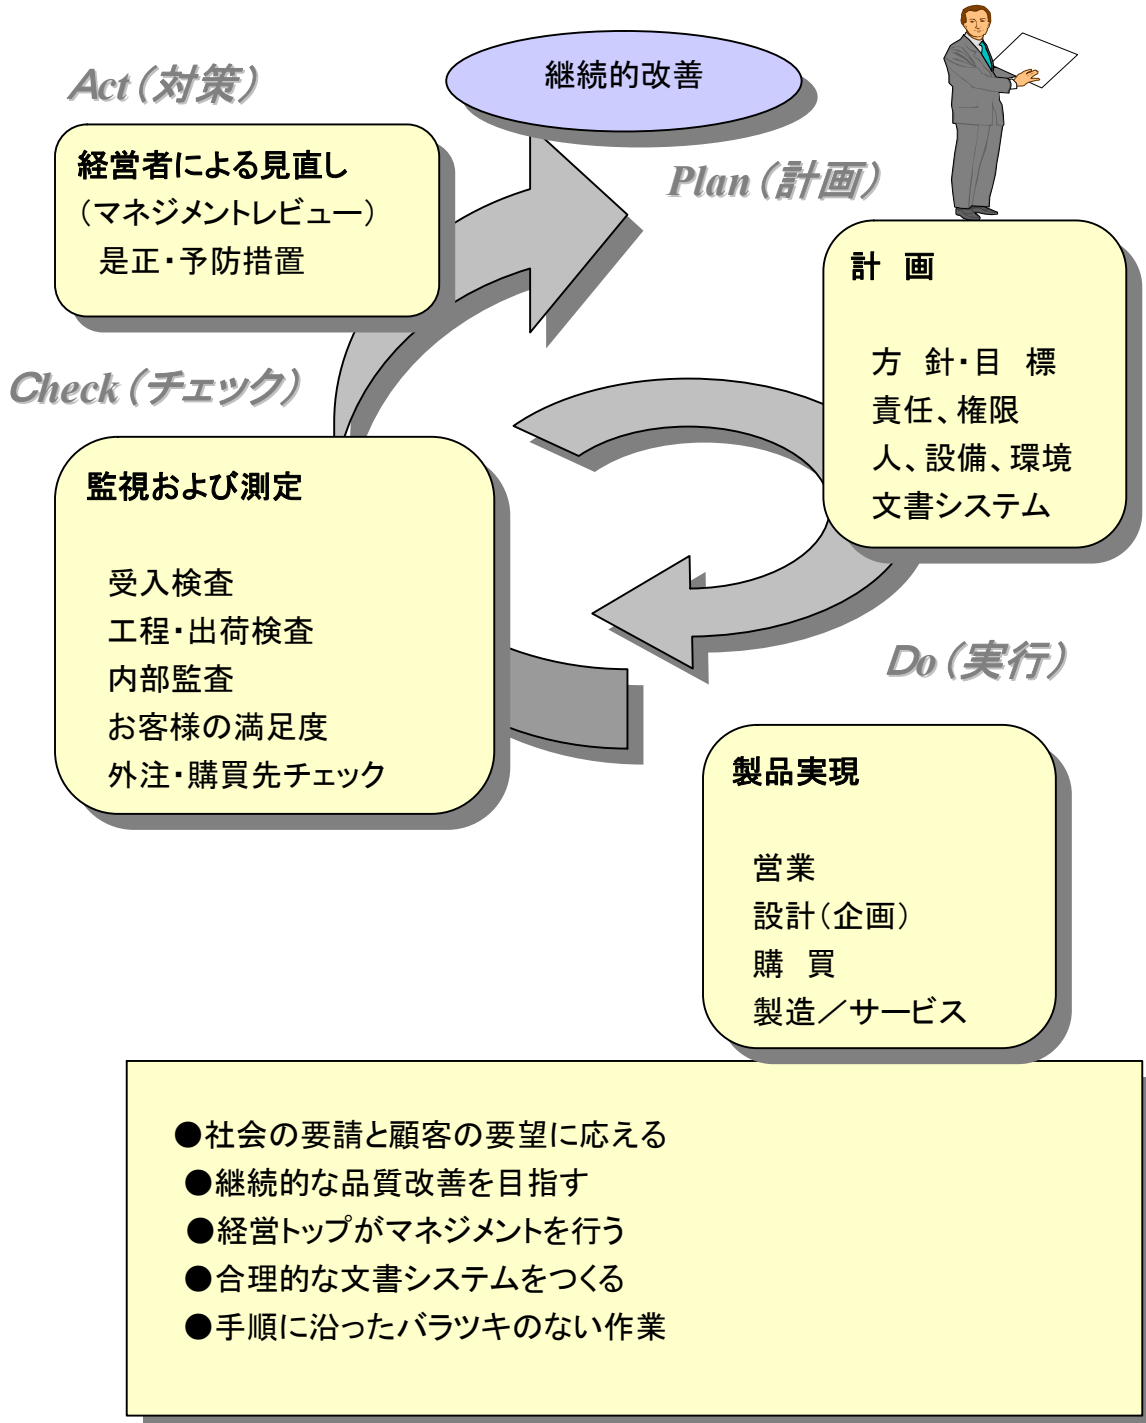 継続的改善
Act（対策）
経営者による見直し
（マネジメントレビュー）
是正・予防措置
Plan（計画）
計　画
方　針・目　標
責任、権限
人、設備、環境
文書システム
Check（チェック）
監視および測定
受入検査
工程・出荷検査
内部監査
お客様の満足度
外注・購買先チェック
Do（実行）
製品実現
営業
設計（企画）
購　買
製造／サービス
●社会の要請と顧客の要望に応える
●継続的な品質改善を目指す
●経営トップがマネジメントを行う
●合理的な文書システムをつくる
●手順に沿ったバラツキのない作業